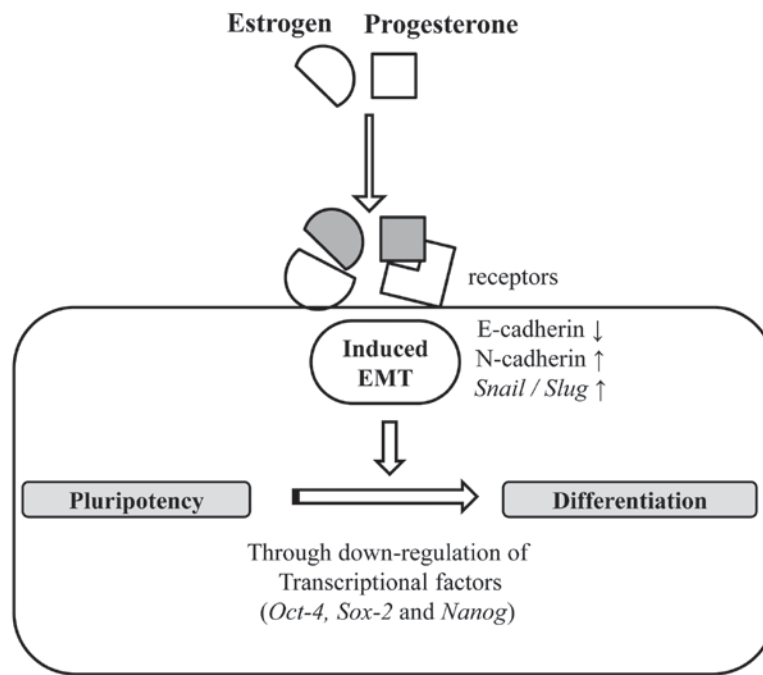 Estrogen Progesterone
receptors
E-cadherin ↓
N-cadherin ↑
Snail / Slug ↑
Induced
EMT
Pluripotency
Differentiation
Through down-regulation of
Transcriptional factors
(Oct-4, Sox-2 and Nanog)